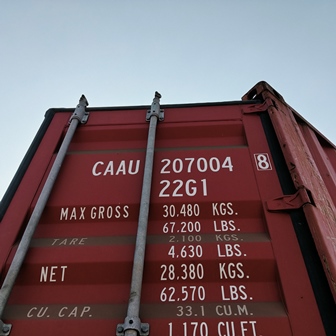 CAAU 207004 8
22G1
MAX GROSS 30.480 KGS.
67.200 LBS.
TARE 2.100 KGS.
4.630 LBS.
NET 28.380 KGS.
62.570 LBS.
CU. CAP. 33.1 CU.M.
1.170 CU.FT.